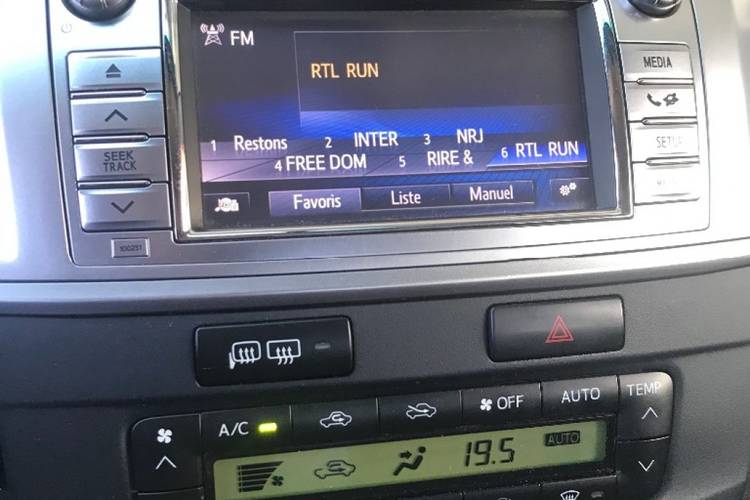 FM
MEDIA
RTL RUN
SETUP
SEEK
TRACK
1 Restons 2 INTER 3 NRJ
4 FREE DOM 5 RIRE & 6 RTL RUN
Favoris Liste Manuel
100231
A/C OFF AUTO TEMP
19.5 AUTO